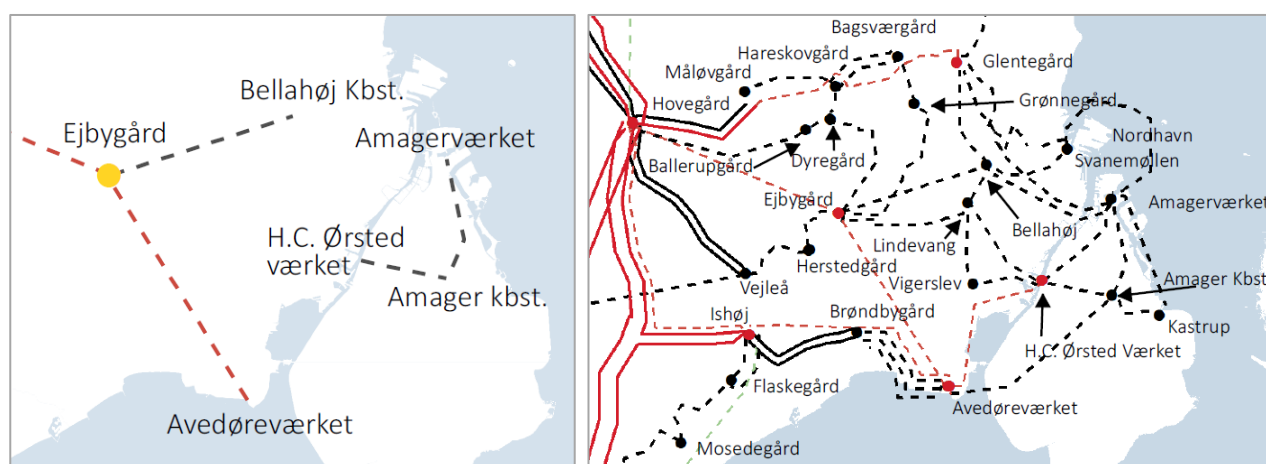 Bellahøj Kbst.
Ejbygård
Amagerværket
H.C. Ørsted
værket
Amager kbst.
Avedøreværket
Bagsværgård
Hareskovgård
Glentegård
Måløvgård
Hovegård
Grønnegård
Nordhavn
Svanemøllen
Ballerupgård
Dyregård
Ejbygård
Amagerværket
Bellahøj
Lindevang
Herstedgård
Vejleå
Vigerslev
Amager Kbst
Ishøj
Brøndbygård
Kastrup
H.C. Ørsted Værket
Flaskegård
Avedøreværket
Mosedegård